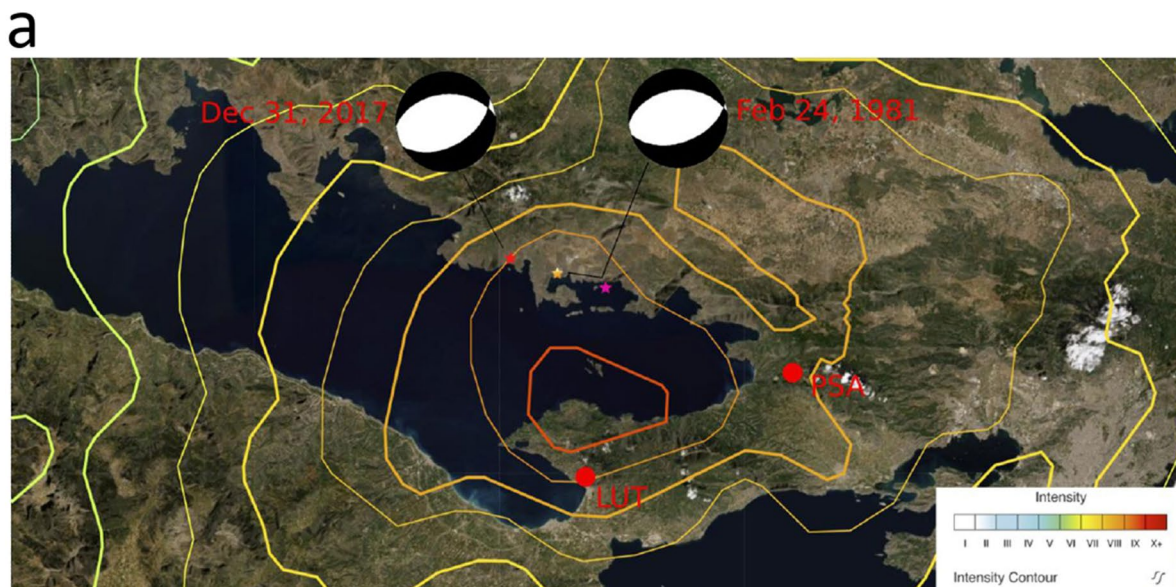 a
Dec 31, 2017
Feb 24, 1981
PSA
LUT
Intensity
I II III IV V VI VII VIII IX X+
Intensity Contour